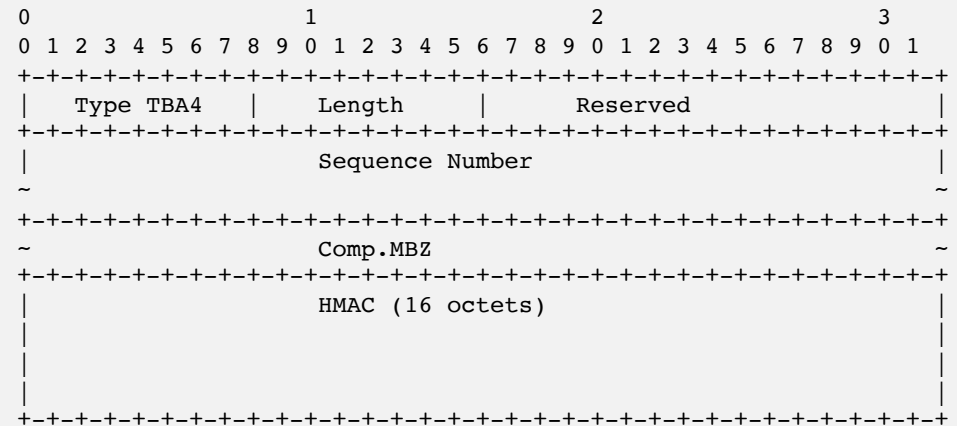 0                   1                   2                   3
0 1 2 3 4 5 6 7 8 9 0 1 2 3 4 5 6 7 8 9 0 1 2 3 4 5 6 7 8 9 0 1
+-+-+-+-+-+-+-+-+-+-+-+-+-+-+-+-+-+-+-+-+-+-+-+-+-+-+-+-+-+-+-+-+
|   Type TBA4   |    Length     |      Reserved                 |
+-+-+-+-+-+-+-+-+-+-+-+-+-+-+-+-+-+-+-+-+-+-+-+-+-+-+-+-+-+-+-+-+
|                    Sequence Number                            |
~                                                               ~
+-+-+-+-+-+-+-+-+-+-+-+-+-+-+-+-+-+-+-+-+-+-+-+-+-+-+-+-+-+-+-+-+
~                    Comp.MBZ                                   ~
+-+-+-+-+-+-+-+-+-+-+-+-+-+-+-+-+-+-+-+-+-+-+-+-+-+-+-+-+-+-+-+-+
|                    HMAC (16 octets)                           |
|                                                               |
|                                                               |
|                                                               |
+-+-+-+-+-+-+-+-+-+-+-+-+-+-+-+-+-+-+-+-+-+-+-+-+-+-+-+-+-+-+-+-+